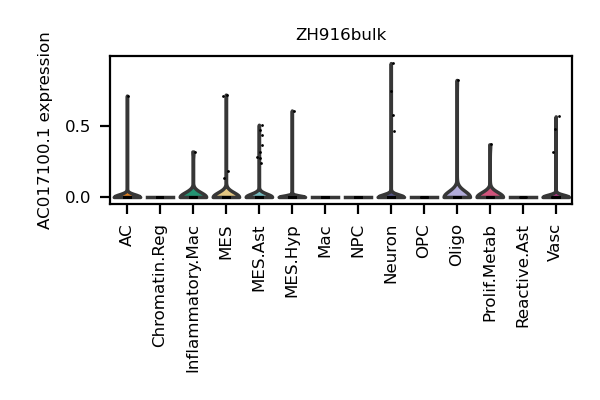 ZH916bulk
AC017100.1 expression
0.5
0.0
AC
Chromatin.Reg
Inflammatory.Mac
MES
MES.Ast
MES.Hyp
Mac
NPC
Neuron
OPC
Oligo
Prolif.Metab
Reactive.Ast
Vasc